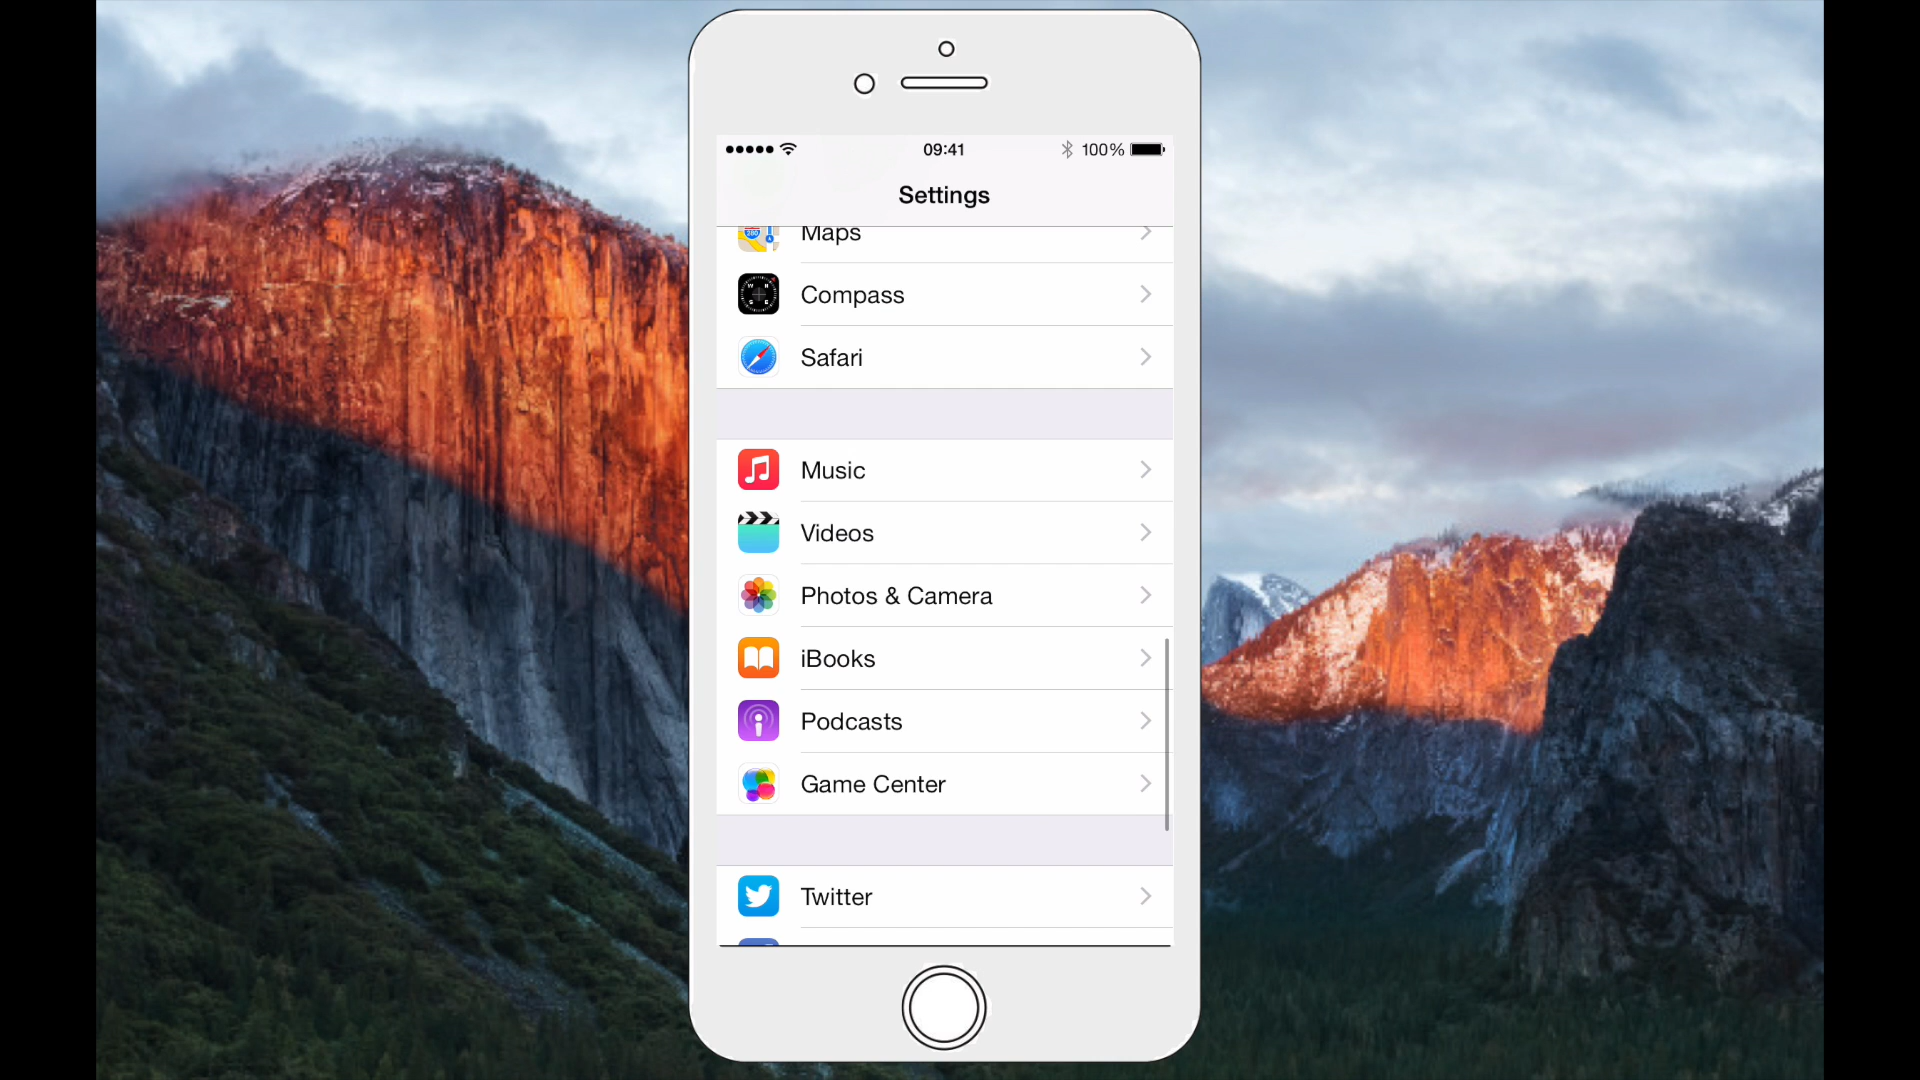 09:41
100%
Settings
Maps
Compass
Safari
Music
Videos
Photos & Camera
iBooks
Podcasts
Game Center
Twitter